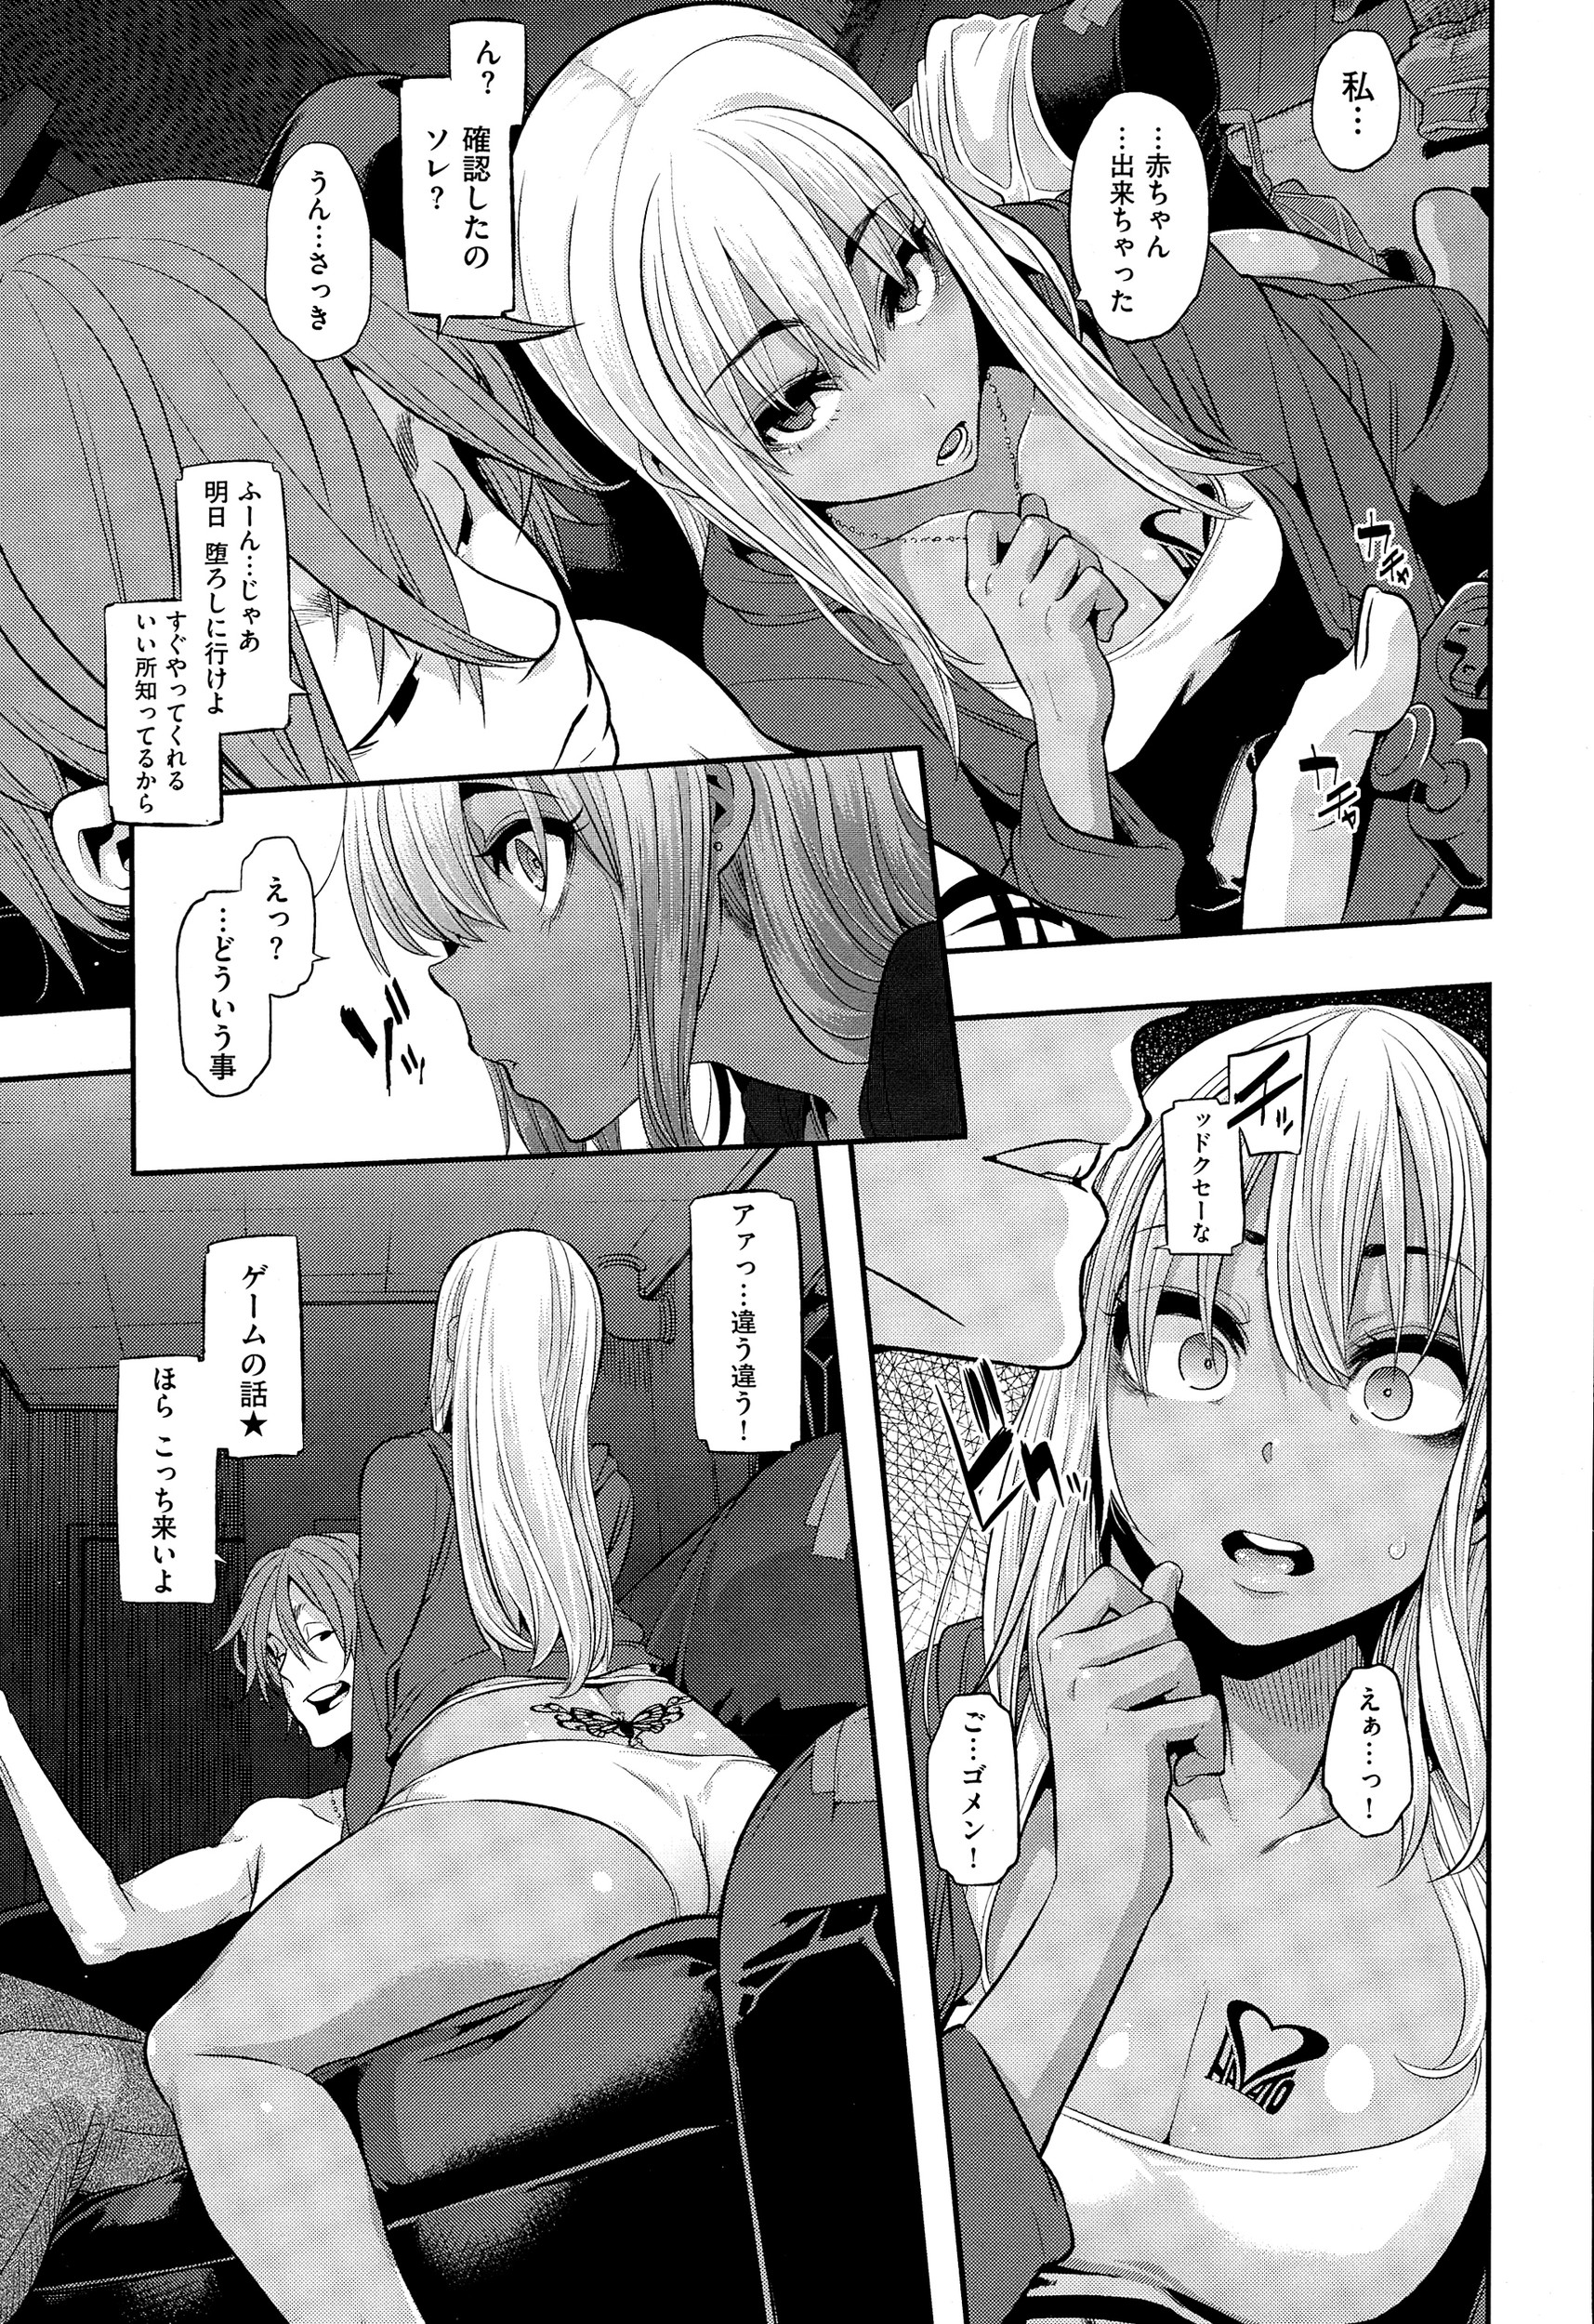 私…
…赤ちゃん
…出来ちゃった
カチャ
カチャ
ん？　確認したの
ソレ？
うん…さっき
ふーん…じゃあ
明日　堕ろしに行けよ
すぐやってくれる
いい所知ってるから
えっ？
…どういう事
チッ
ッドクセーな
ビクッ
えぁ…っ！
ご…ゴメン！
HAYATO
アァっ…違う違う！
ゲームの話★
ほら　こっち来いよ